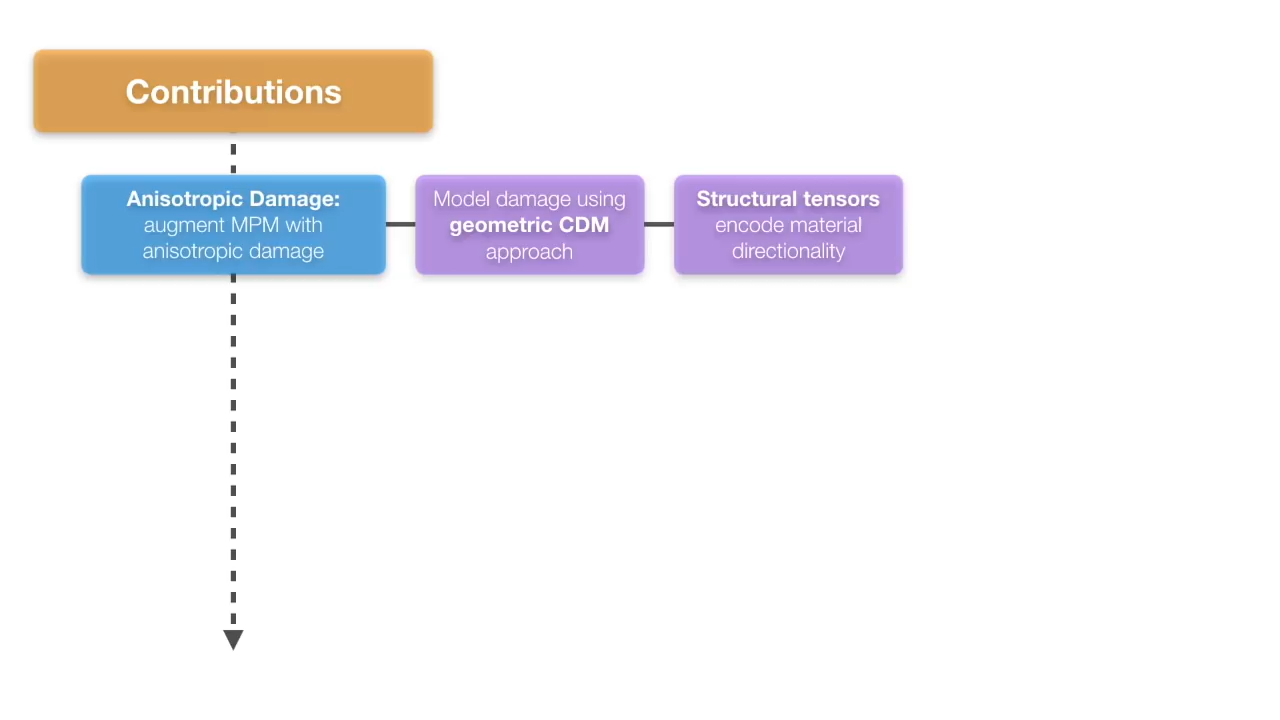 Contributions
Anisotropic Damage:
augment MPM with
anisotropic damage
Model damage using
geometric CDM
approach
Structural tensors
encode material
directionality